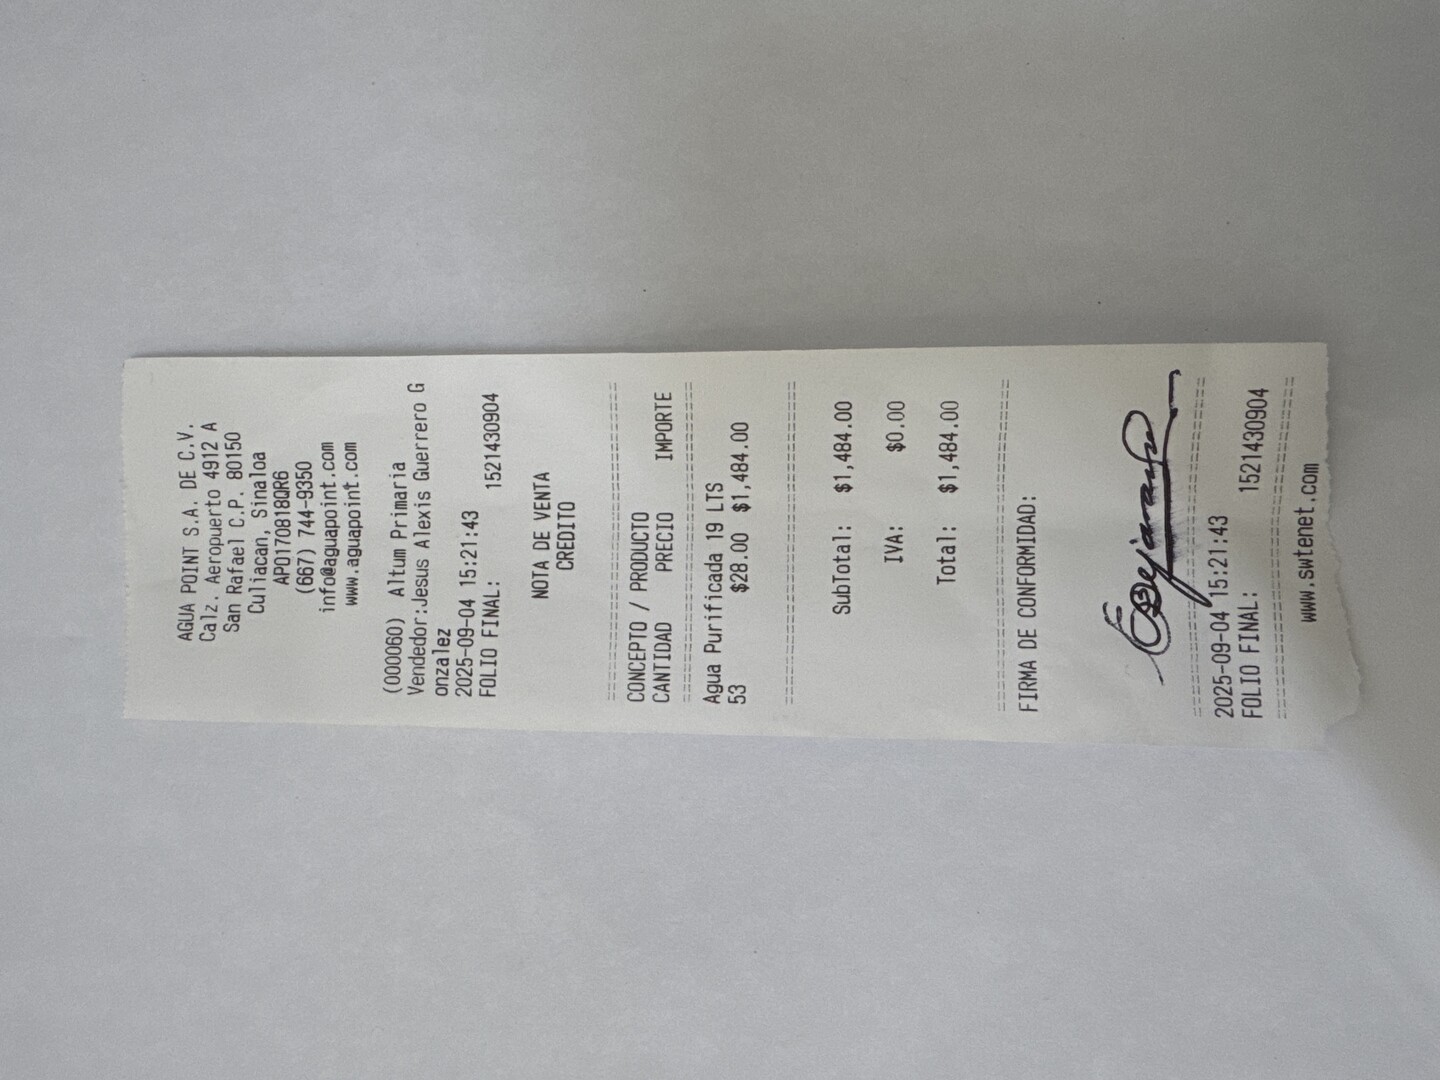 AGUA POINT S.A. DE C.V.
Calz. Aeropuerto 4912 A
San Rafael C.P. 80150
Culiacan, Sinaloa
APO170818QR6
(667) 744-9350
info@aguapoint.com
www.aguapoint.com
(000060) Altum Primaria
Vendedor:Jesus Alexis Guerrero G
onzalez
2025-09-04 15:21:43
FOLIO FINAL: 1521430904
NOTA DE VENTA
CREDITO
================================
CONCEPTO / PRODUCTO
CANTIDAD PRECIO IMPORTE
================================
Agua Purificada 19 LTS
53 $28.00 $1,484.00
================================
SubTotal: $1,484.00
IVA: $0.00
Total: $1,484.00
================================
FIRMA DE CONFORMIDAD:
================================
2025-09-04 15:21:43
FOLIO FINAL: 1521430904
================================
www.swtenet.com